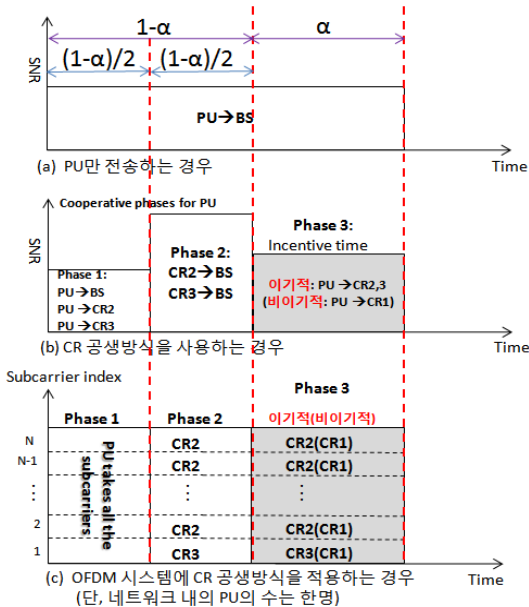 1-α
α
(1-α)/2
(1-α)/2
SNR
PU→BS
Time
(a) PU만 전송하는 경우
Cooperative phases for PU
SNR
Phase 1:
PU→BS
PU→CR2
PU→CR3
Phase 2:
CR2→BS
CR3→BS
Phase 3:
Incentive time
이기적: PU→CR2,3
(비이기적: PU→CR1)
Time
(b) CR 공생방식을 사용하는 경우
Subcarrier index
Phase 1
Phase 2
Phase 3
이기적(비이기적)
N
CR2
CR2(CR1)
N-1
CR2
CR2(CR1)
⋮
PU takes all the
subcarriers
⋮
⋮
2
CR2
CR2(CR1)
1
CR3
CR3(CR1)
Time
(c) OFDM 시스템에 CR 공생방식을 적용하는 경우
(단, 네트워크 내의 PU의 수는 한명)